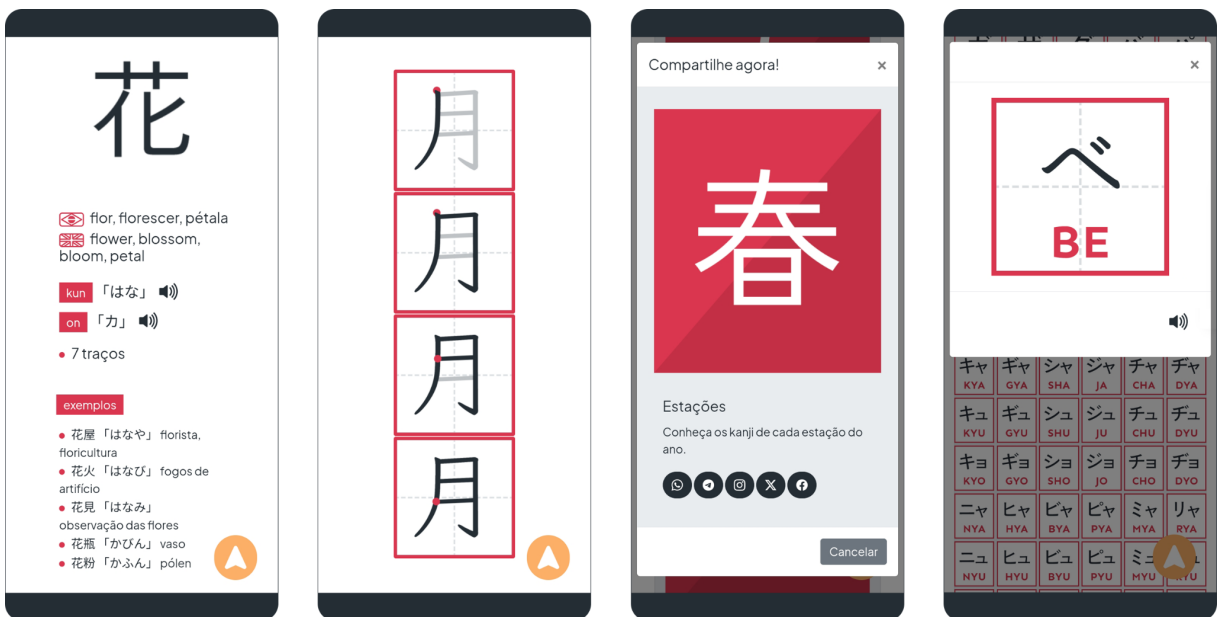 花
flor, florescer, pétala
flower, blossom,
bloom, petal
kun 「はな」
on 「カ」
• 7 traços
exemplos
• 花屋 「はなや」 florista,
floricultura
• 花火 「はなび」 fogos de
artifício
• 花見 「はなみ」
observação das flores
• 花瓶 「かびん」 vaso
• 花粉 「かふん」 pólen
月
月
月
月
Compartilhe agora! ×
春
Estações
Conheça os kanji de cada estação do
ano.
Cancelar
×
ベ
BE
キャ ギャ シャ ジャ チャ ヂャ
KYA GYA SHA JA CHA DYA
キュ ギュ シュ ジュ チュ ヂュ
KYU GYU SHU JU CHU DYU
キョ ギョ ショ ジョ チョ ヂョ
KYO GYO SHO JO CHO DYO
ニャ ヒャ ビャ ピャ ミャ リャ
NYA HYA BYA PYA MYA RYA
ニュ ヒュ ビュ ピュ
NYU HYU BYU PYU MYU